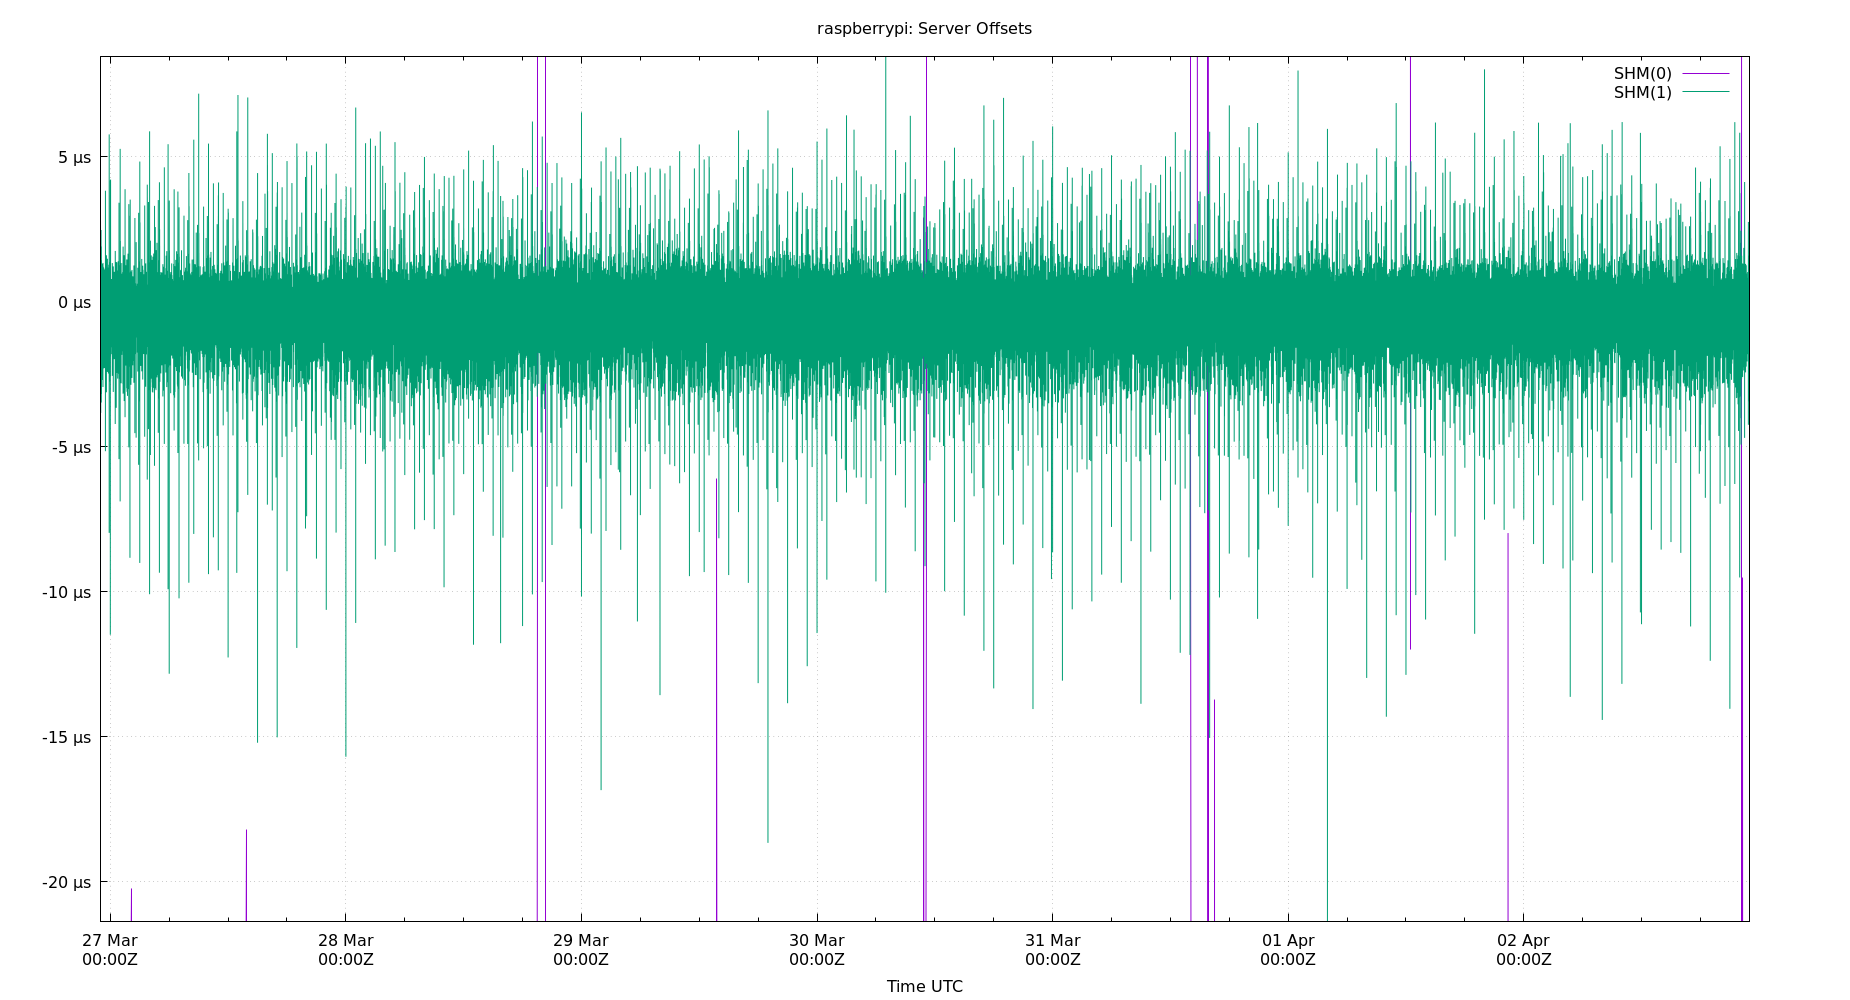 raspberrypi: Server Offsets
SHM(0)
SHM(1)
5 µs
0 µs
-5 µs
-10 µs
-15 µs
-20 µs
27 Mar 28 Mar 29 Mar 30 Mar 31 Mar 01 Apr 02 Apr
00:00Z 00:00Z 00:00Z 00:00Z 00:00Z 00:00Z 00:00Z
Time UTC